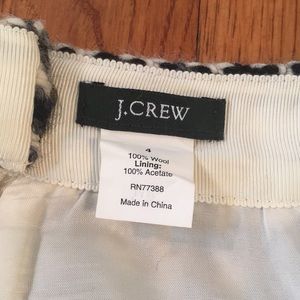 J.CREW
4
100% Wool
Lining:
100% Acetate
RN77388
Made in China